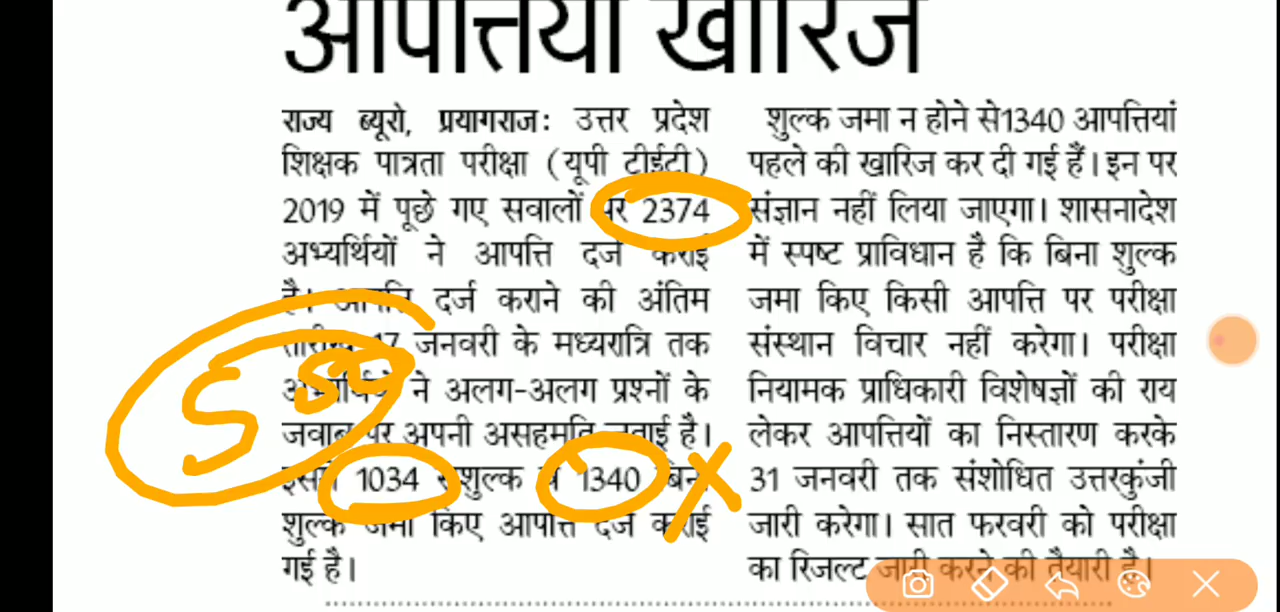 आपत्तियां खारिज
राज्य ब्यूरो, प्रयागराज: उत्तर प्रदेश
शिक्षक पात्रता परीक्षा (यूपी टीईटी)
2019 में पूछे गए सवालों पर 2374
अभ्यर्थियों ने आपत्ति दर्ज कराई
है। आपत्ति दर्ज कराने की अंतिम
तारीख 17 जनवरी के मध्यरात्रि तक
अभ्यर्थियों ने अलग-अलग प्रश्नों के
जवाब पर अपनी असहमति जताई है।
इसमें 1034 सशुल्क व 1340 बिना
शुल्क जमा किए आपत्ति दर्ज कराई
गई है।
शुल्क जमा न होने से1340 आपत्तियां
पहले की खारिज कर दी गई हैं। इन पर
संज्ञान नहीं लिया जाएगा। शासनादेश
में स्पष्ट प्राविधान है कि बिना शुल्क
जमा किए किसी आपत्ति पर परीक्षा
संस्थान विचार नहीं करेगा। परीक्षा
नियामक प्राधिकारी विशेषज्ञों की राय
लेकर आपत्तियों का निस्तारण करके
31 जनवरी तक संशोधित उत्तरकुंजी
जारी करेगा। सात फरवरी को परीक्षा
का रिजल्ट जारी करने की तैयारी है।